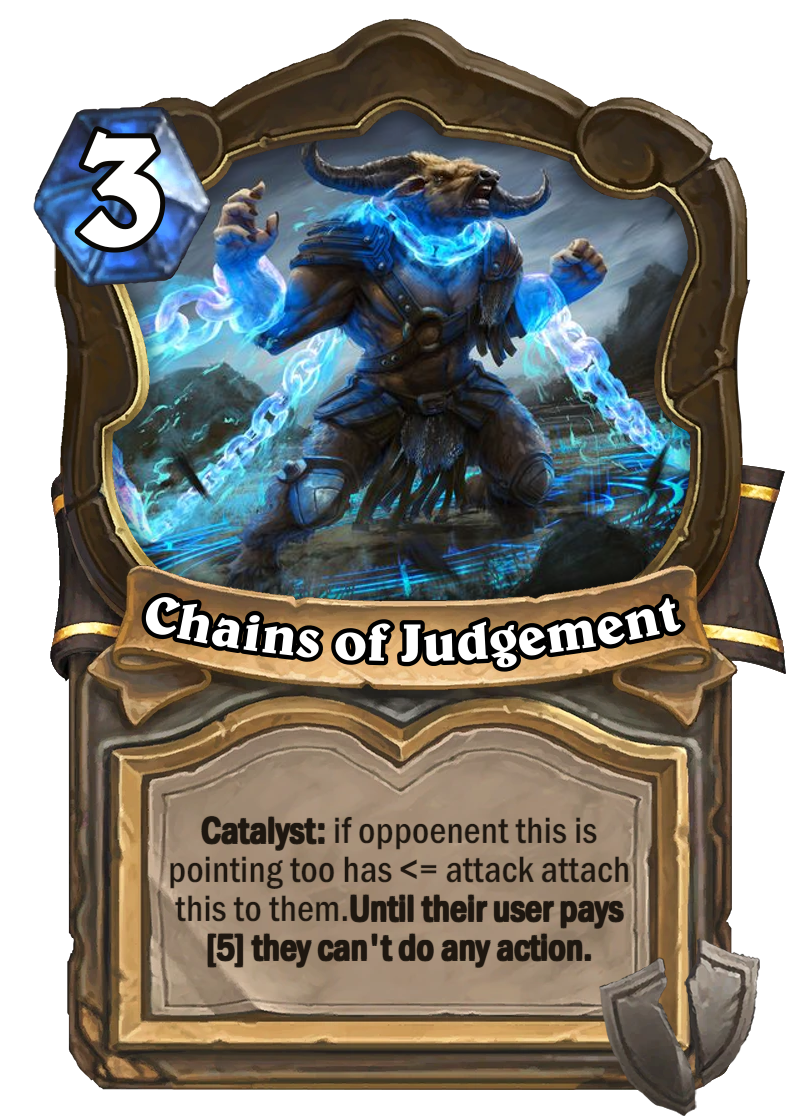 3
Chains of Judgement
Catalyst: if oppoenent this is
pointing too has <= attack attach
this to them.Until their user pays
[5] they can't do any action.